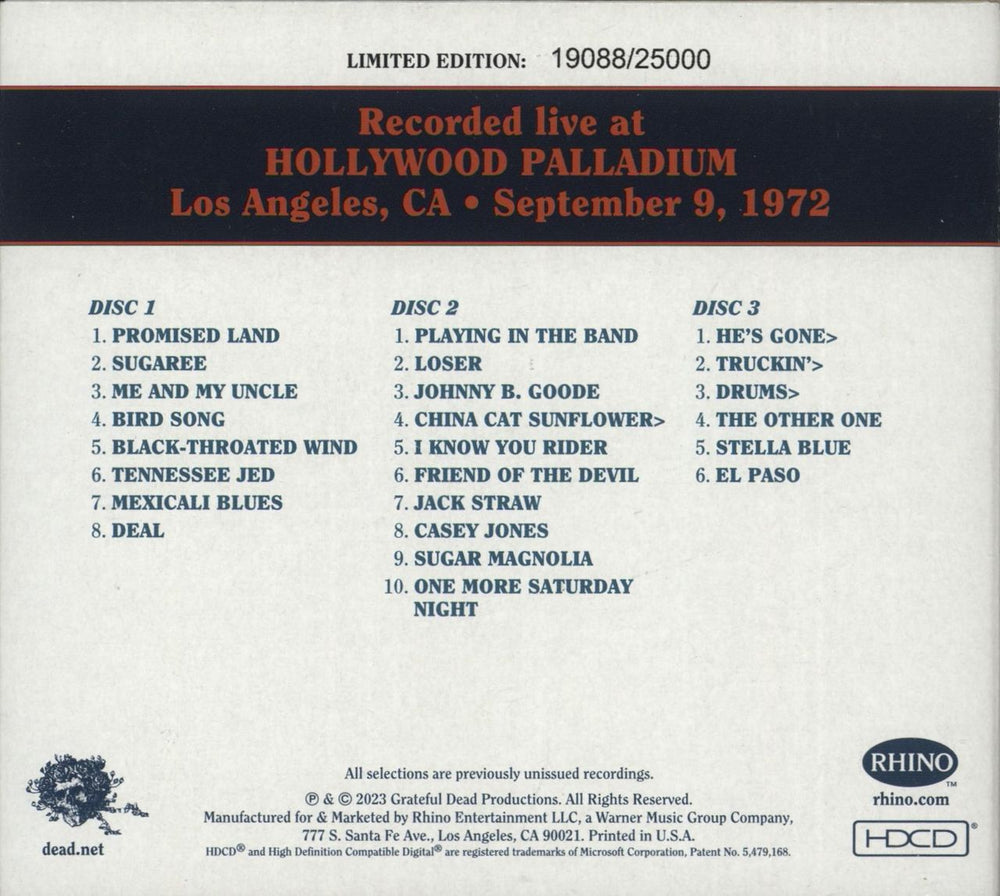 LIMITED EDITION: 19088/25000
Recorded live at
HOLLYWOOD PALLADIUM
Los Angeles, CA • September 9, 1972
DISC 1
1. PROMISED LAND
2. SUGAREE
3. ME AND MY UNCLE
4. BIRD SONG
5. BLACK-THROATED WIND
6. TENNESSEE JED
7. MEXICALI BLUES
8. DEAL
DISC 2
1. PLAYING IN THE BAND
2. LOSER
3. JOHNNY B. GOODE
4. CHINA CAT SUNFLOWER>
5. I KNOW YOU RIDER
6. FRIEND OF THE DEVIL
7. JACK STRAW
8. CASEY JONES
9. SUGAR MAGNOLIA
10. ONE MORE SATURDAY
NIGHT
DISC 3
1. HE'S GONE>
2. TRUCKIN'>
3. DRUMS>
4. THE OTHER ONE
5. STELLA BLUE
6. EL PASO
dead.net
All selections are previously unissued recordings.
℗ & © 2023 Grateful Dead Productions. All Rights Reserved.
Manufactured for & Marketed by Rhino Entertainment LLC, a Warner Music Group Company,
777 S. Santa Fe Ave., Los Angeles, CA 90021. Printed in U.S.A.
HDCD® and High Definition Compatible Digital® are registered trademarks of Microsoft Corporation, Patent No. 5,479,168.
RHINO™
rhino.com
HDCD®